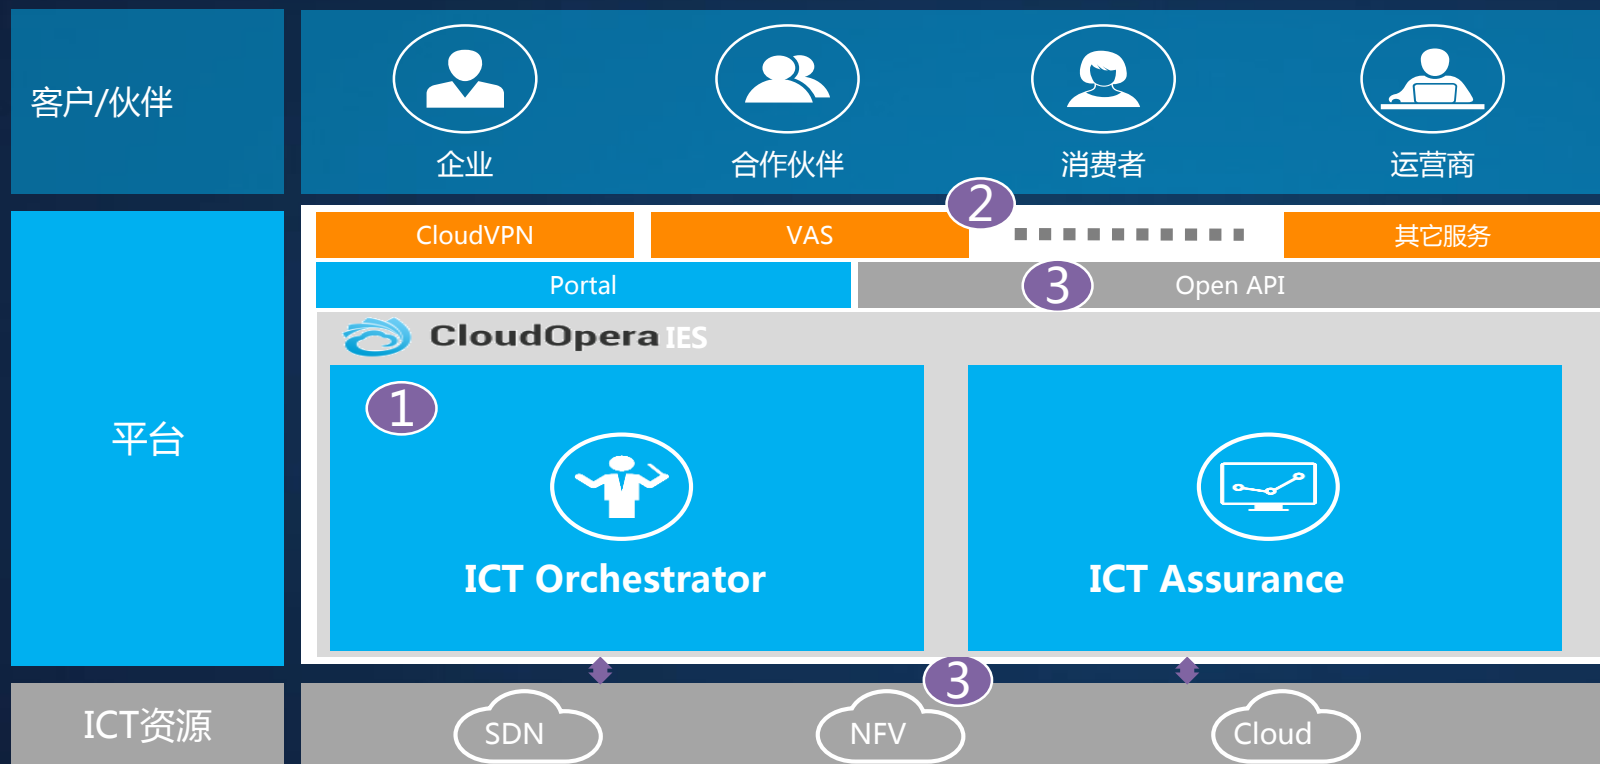 客户/伙伴
企业
合作伙伴
消费者
运营商
2
CloudVPN
VAS
其它服务
Portal
3
Open API
CloudOpera IES
平台
1
ICT Orchestrator
ICT Assurance
3
ICT资源
SDN
NFV
Cloud